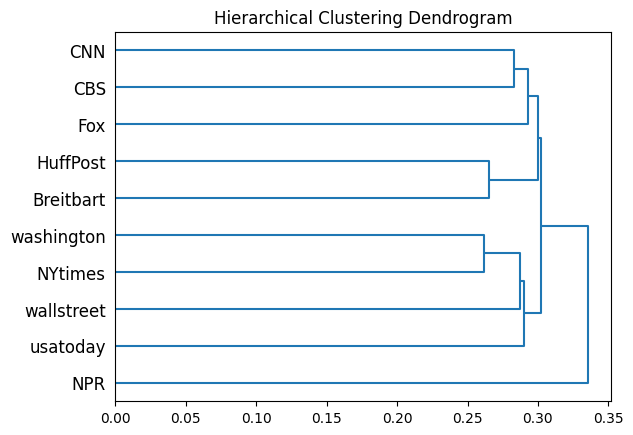 Hierarchical Clustering Dendrogram
CNN
CBS
Fox
HuffPost
Breitbart
washington
NYtimes
wallstreet
usatoday
NPR
0.00 0.05 0.10 0.15 0.20 0.25 0.30 0.35